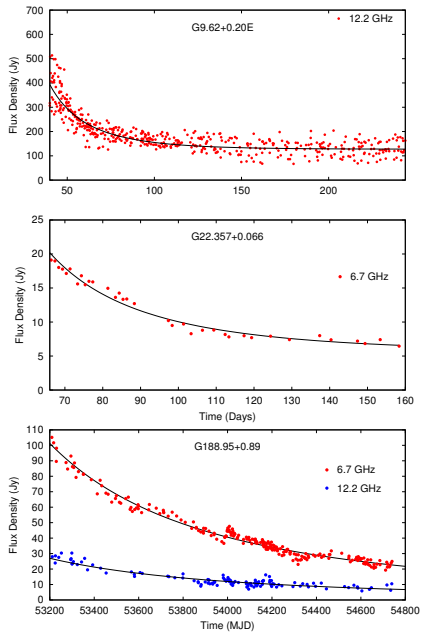 700
600
500
400
300
200
100
0
Flux Density (Jy)
G9.62+0.20E
12.2 GHz
50 100 150 200
25
20
15
10
5
0
Flux Density (Jy)
G22.357+0.066
6.7 GHz
70 80 90 100 110 120 130 140 150 160
Time (Days)
110
100
90
80
70
60
50
40
30
20
10
0
Flux Density (Jy)
G188.95+0.89
6.7 GHz
12.2 GHz
53200 53400 53600 53800 54000 54200 54400 54600 54800
Time (MJD)